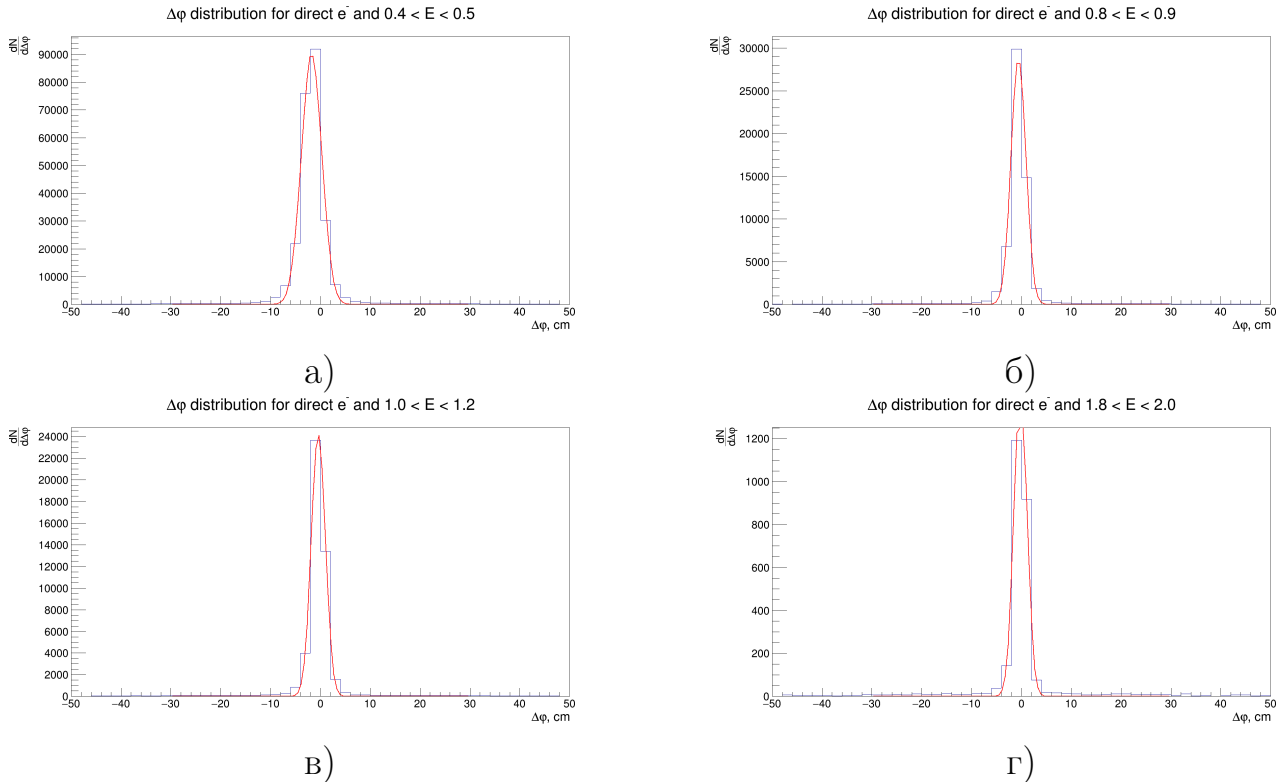 Δφ distribution for direct e⁻ and 0.4 < E < 0.5
dN
dΔφ
90000
80000
70000
60000
50000
40000
30000
20000
10000
0
−50 −40 −30 −20 −10 0 10 20 30 40 50
Δφ, cm
а)
Δφ distribution for direct e⁻ and 0.8 < E < 0.9
dN
dΔφ
30000
25000
20000
15000
10000
5000
0
−50 −40 −30 −20 −10 0 10 20 30 40 50
Δφ, cm
б)
Δφ distribution for direct e⁻ and 1.0 < E < 1.2
dN
dΔφ
24000
22000
20000
18000
16000
14000
12000
10000
8000
6000
4000
2000
0
−50 −40 −30 −20 −10 0 10 20 30 40 50
Δφ, cm
в)
Δφ distribution for direct e⁻ and 1.8 < E < 2.0
dN
dΔφ
1200
1000
800
600
400
200
0
−50 −40 −30 −20 −10 0 10 20 30 40 50
Δφ, cm
г)